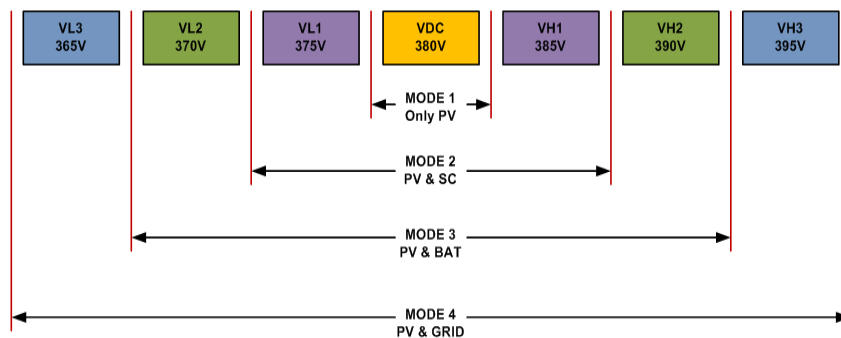 VL3
365V
VL2
370V
VL1
375V
VDC
380V
VH1
385V
VH2
390V
VH3
395V
MODE 1
Only PV
MODE 2
PV & SC
MODE 3
PV & BAT
MODE 4
PV & GRID